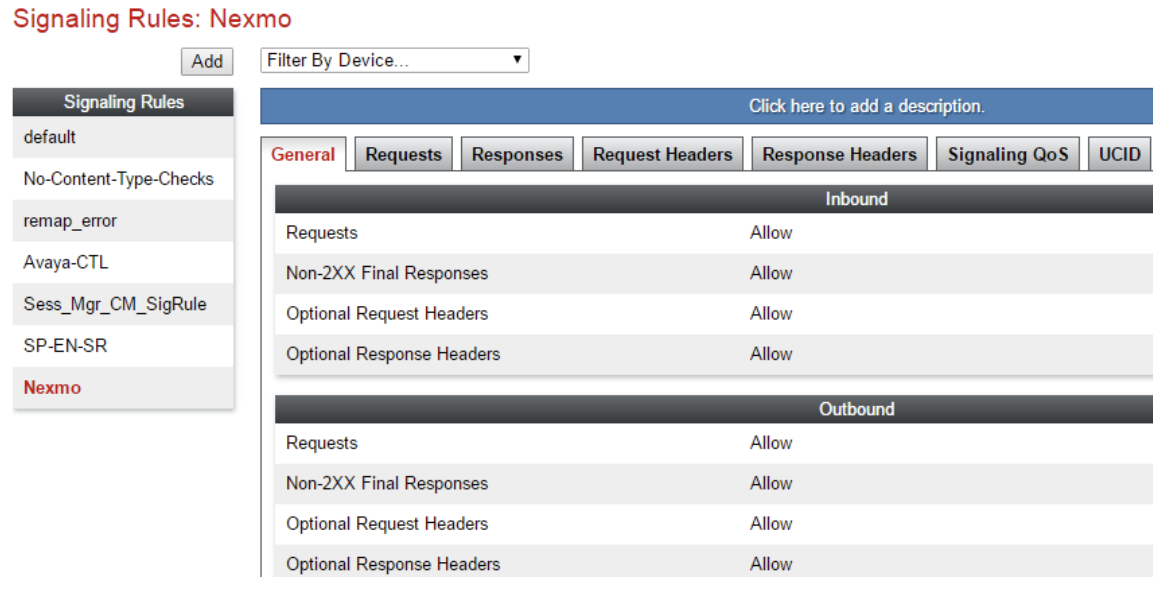 Signaling Rules: Nexmo
Add
Filter By Device...
Signaling Rules
default
No-Content-Type-Checks
remap_error
Avaya-CTL
Sess_Mgr_CM_SigRule
SP-EN-SR
Nexmo
Click here to add a description.
General Requests Responses Request Headers Response Headers Signaling QoS UCID
Inbound
Requests Allow
Non-2XX Final Responses Allow
Optional Request Headers Allow
Optional Response Headers Allow
Outbound
Requests Allow
Non-2XX Final Responses Allow
Optional Request Headers Allow
Optional Response Headers Allow